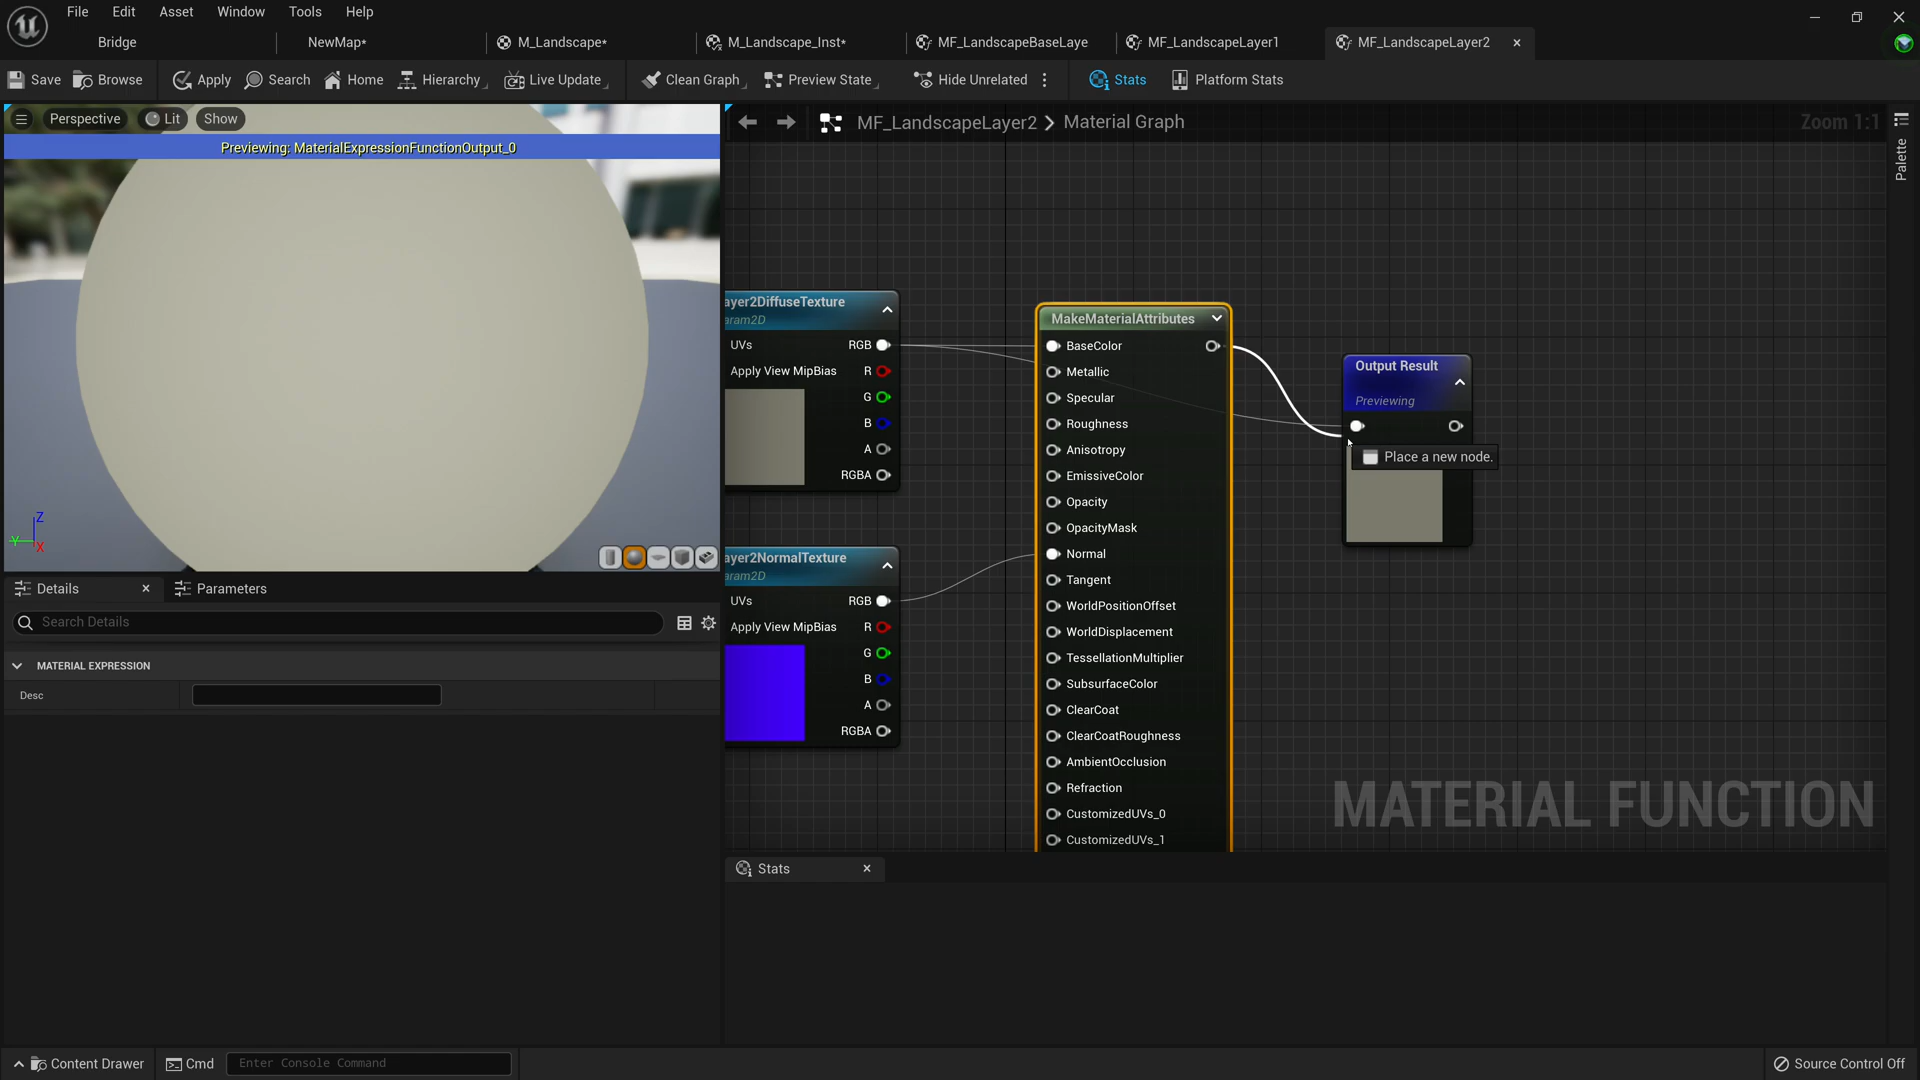 File Edit Asset Window Tools Help
Bridge NewMap* M_Landscape* M_Landscape_Inst* MF_LandscapeBaseLaye MF_LandscapeLayer1 MF_LandscapeLayer2
Save Browse Apply Search Home Hierarchy Live Update Clean Graph Preview State Hide Unrelated Stats Platform Stats
Perspective Lit Show
Previewing: MaterialExpressionFunctionOutput_0
Z
Y
X
MF_LandscapeLayer2 Material Graph
Zoom 1:1
Palette
ayer2DiffuseTexture
aram2D
UVs RGB
Apply View MipBias R
G
B
A
RGBA
ayer2NormalTexture
aram2D
UVs RGB
Apply View MipBias R
G
B
A
RGBA
MakeMaterialAttributes
BaseColor
Metallic
Specular
Roughness
Anisotropy
EmissiveColor
Opacity
OpacityMask
Normal
Tangent
WorldPositionOffset
WorldDisplacement
TessellationMultiplier
SubsurfaceColor
ClearCoat
ClearCoatRoughness
AmbientOcclusion
Refraction
CustomizedUVs_0
CustomizedUVs_1
Output Result
Previewing
Place a new node.
MATERIAL FUNCTION
Details Parameters
Search Details
MATERIAL EXPRESSION
Desc
Stats
Content Drawer Cmd Enter Console Command Source Control Off